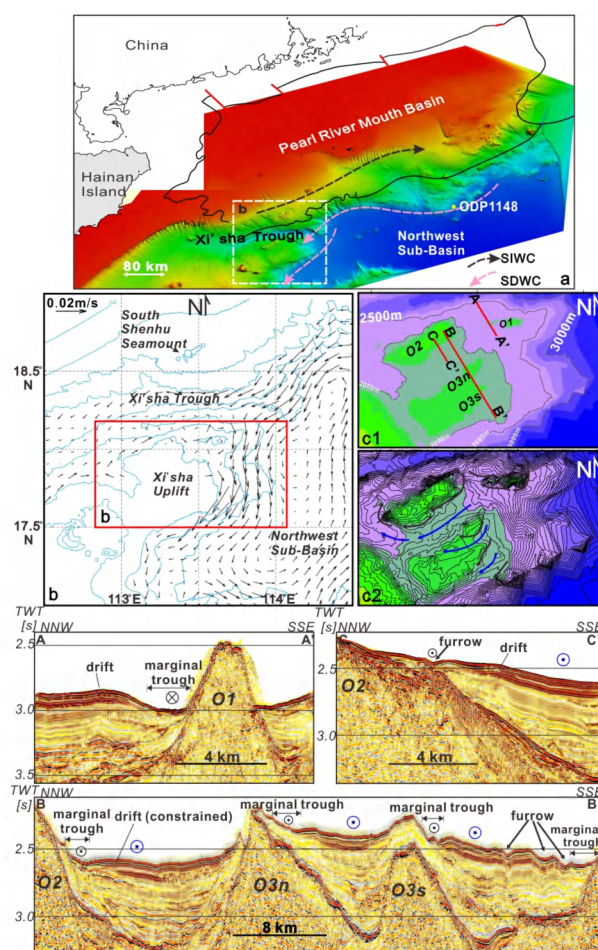 China
Pearl River Mouth Basin
Hainan
Island
b
ODP1148
Xi' sha Trough
Northwest
Sub-Basin
SIWC
SDWC
80 km
a
0.02m/s
N
South
Shenhu
Seamount
18.5°
N
Xi'sha Trough
Xi'sha
Uplift
b
17.5°
N
Northwest
Sub-Basin
b
113°E
114°E
2500m
A
N
O1
A'
3000m
B
C
O2
C'
O3n
O3s
B'
c1
N
c2
TWT
[s]
NNW
SSE
A
A'
2.5
drift
marginal
trough
O1
3.0
4 km
3.5
TWT
[s]
NNW
SSE
C
C'
furrow
drift
2.5
O2
3.0
4 km
3.1
TWT
[s]
NNW
SSE
B
B'
marginal
trough
drift (constrained)
marginal trough
marginal trough
furrow
marginal
trough
2.5
O2
O3n
O3s
3.0
8 km